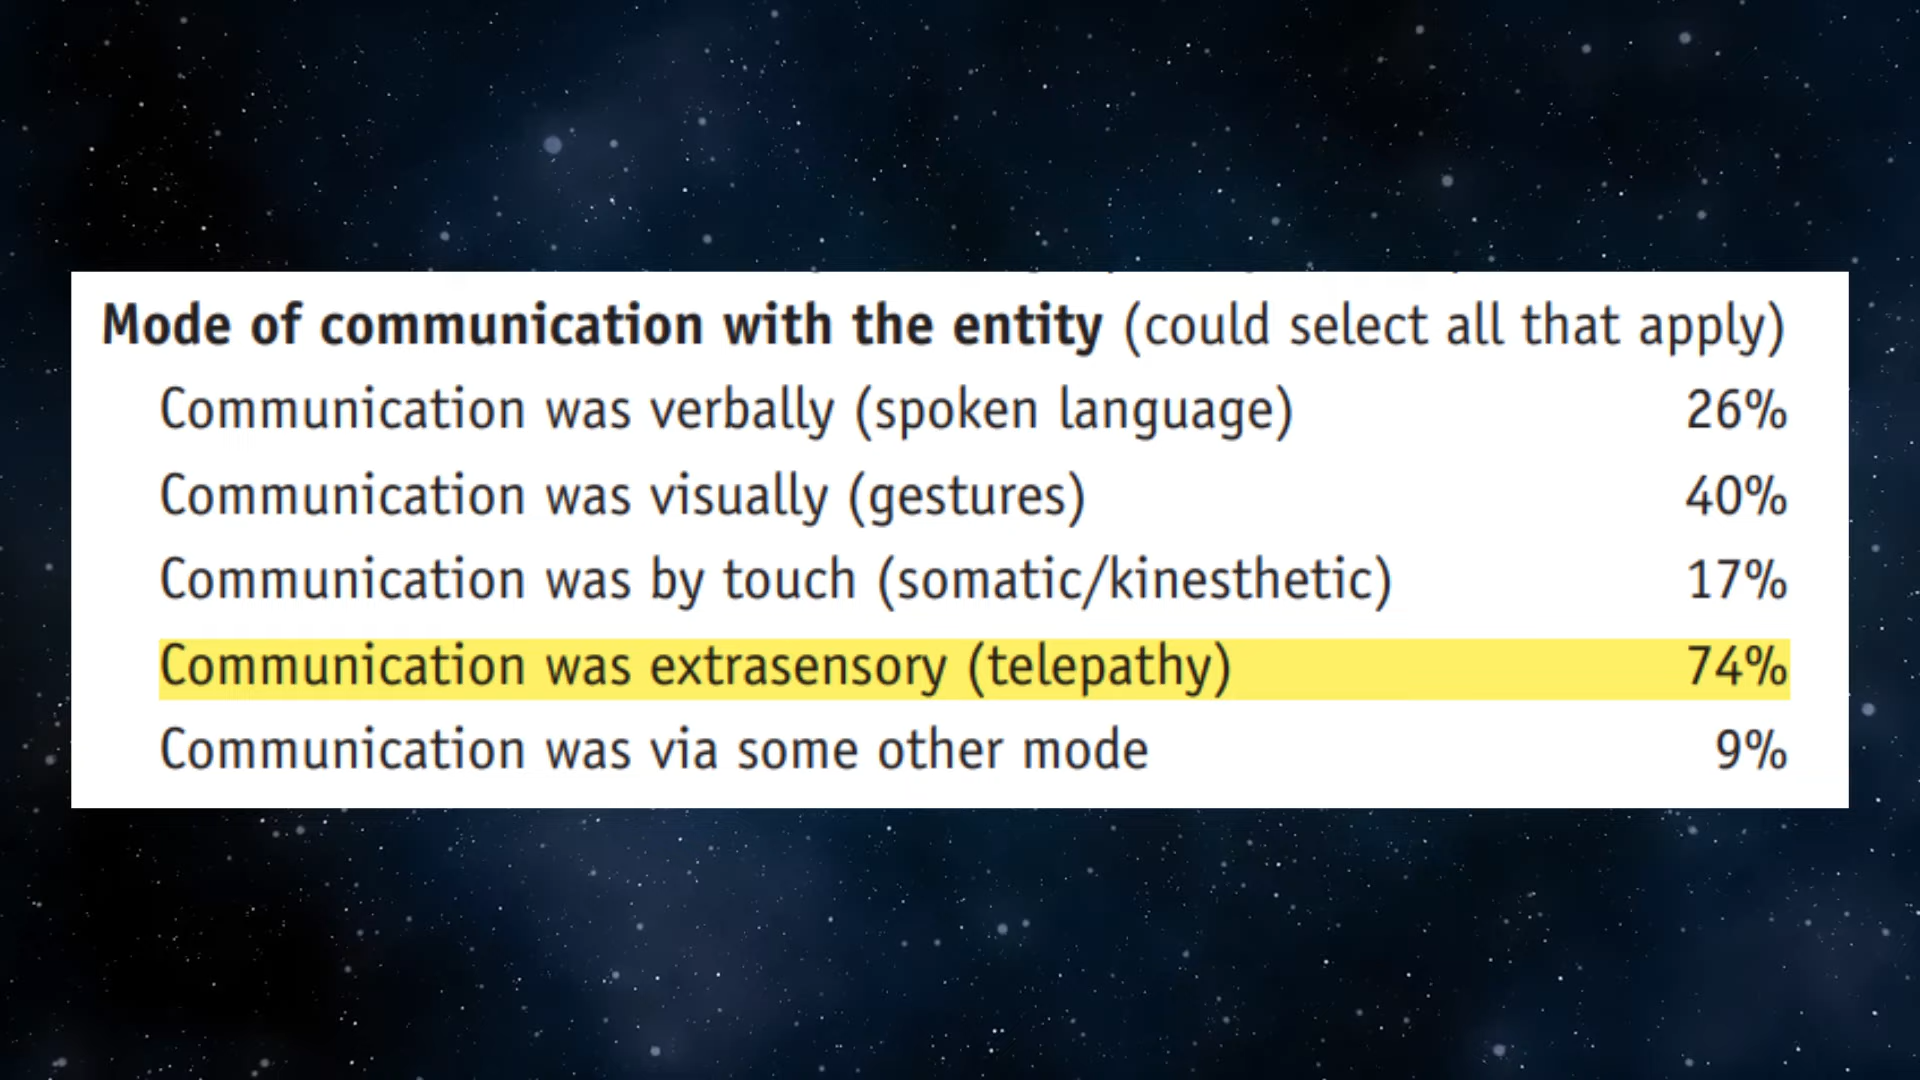 Mode of communication with the entity (could select all that apply)
Communication was verbally (spoken language) 26%
Communication was visually (gestures) 40%
Communication was by touch (somatic/kinesthetic) 17%
Communication was extrasensory (telepathy) 74%
Communication was via some other mode 9%